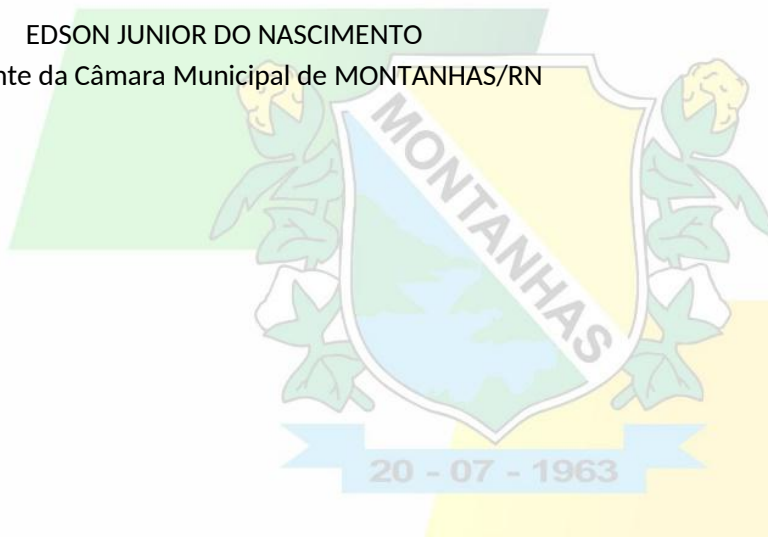 EDSON JUNIOR DO NASCIMENTO
nte da Câmara Municipal de MONTANHAS/RN
MONTANHAS
20 - 07 - 1963